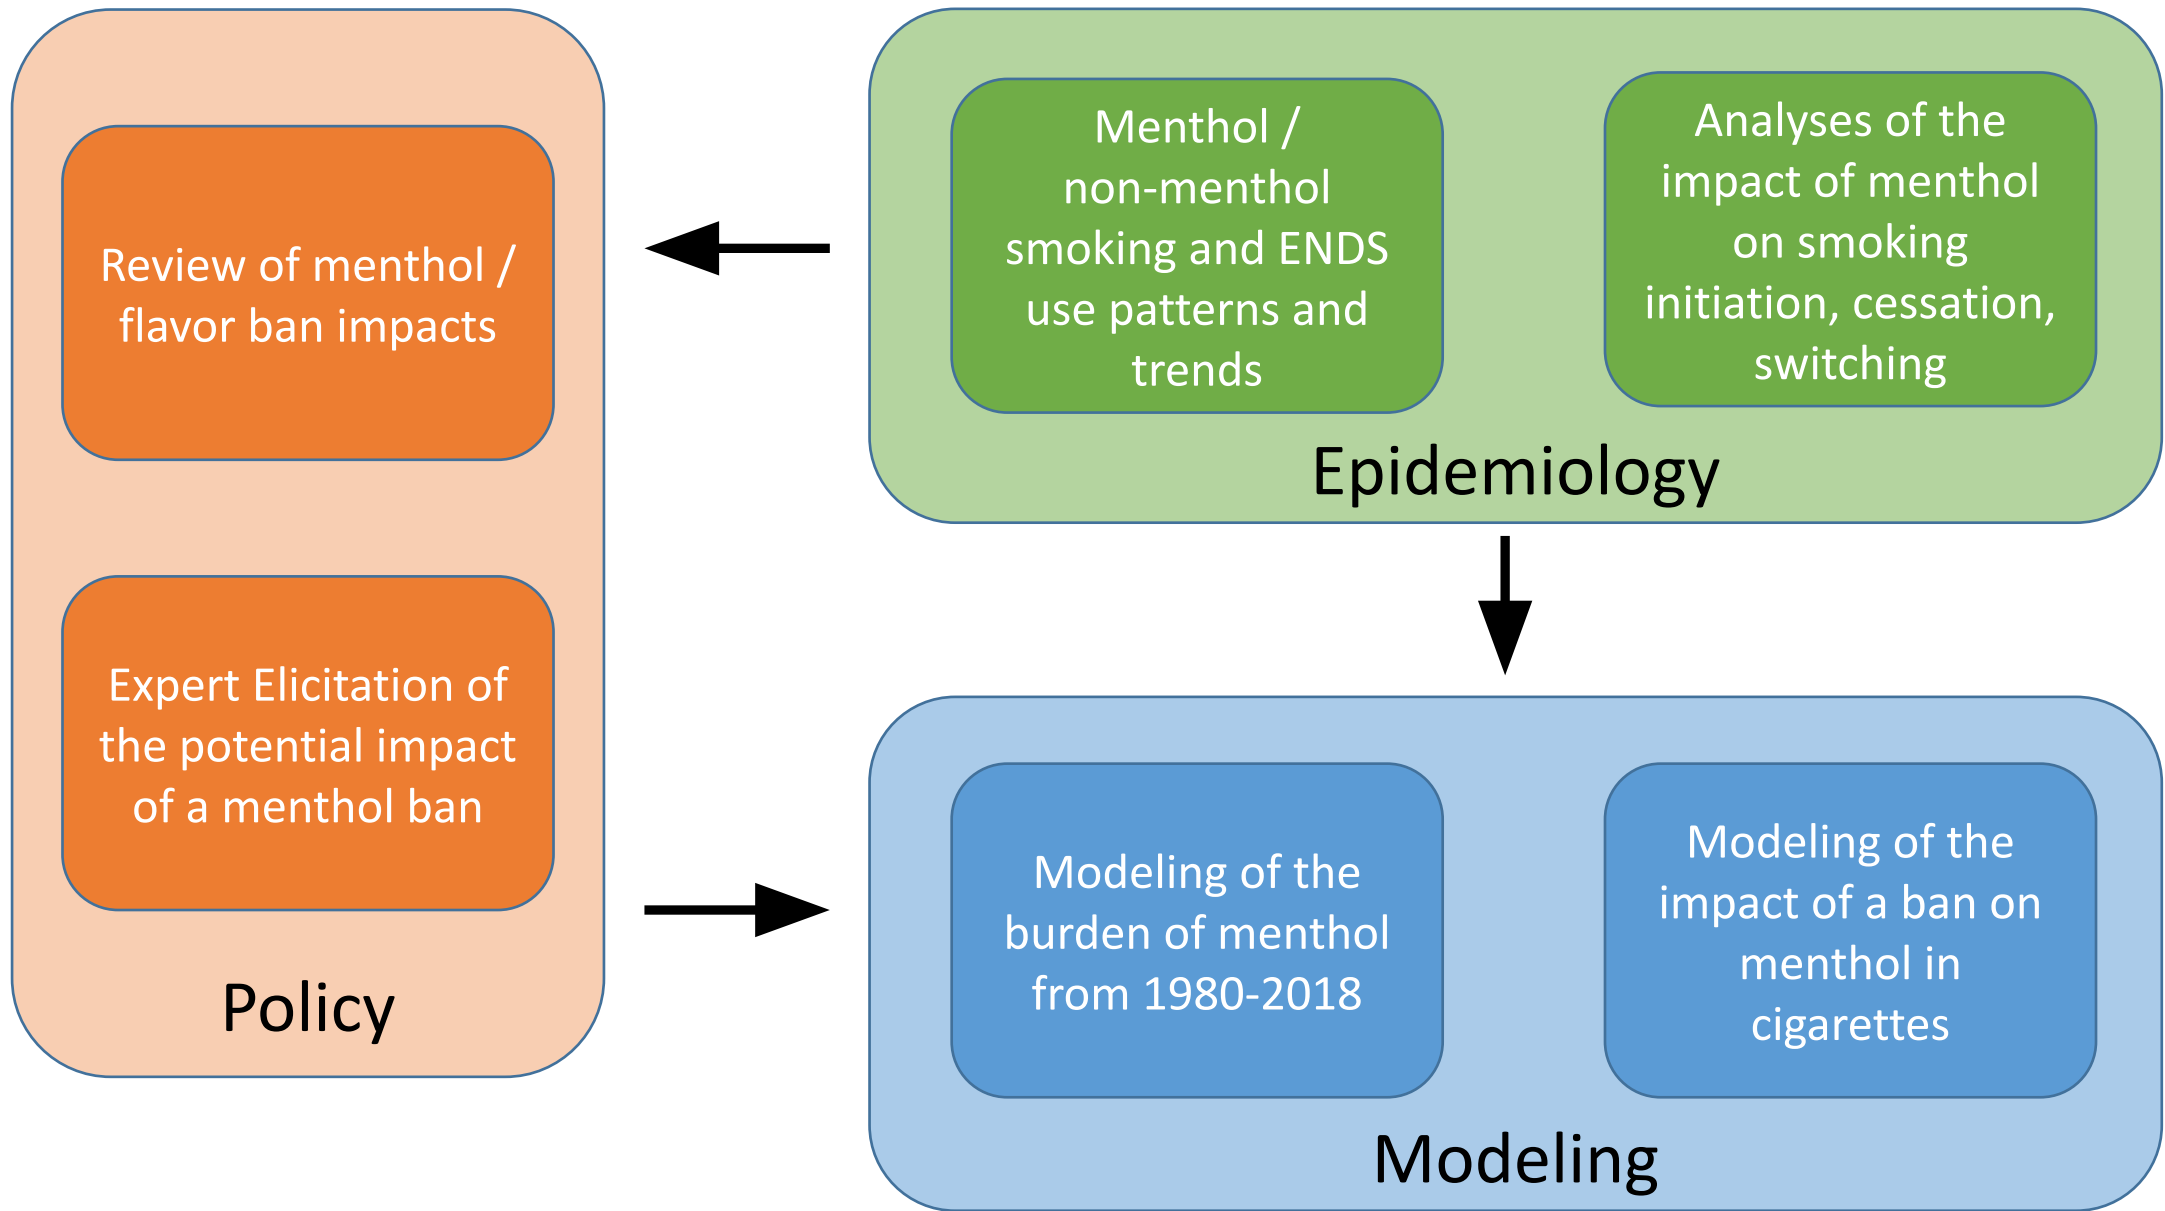 Review of menthol /
flavor ban impacts
Expert Elicitation of
the potential impact
of a menthol ban
Policy
Menthol /
non-menthol
smoking and ENDS
use patterns and
trends
Analyses of the
impact of menthol
on smoking
initiation, cessation,
switching
Epidemiology
Modeling of the
burden of menthol
from 1980-2018
Modeling of the
impact of a ban on
menthol in
cigarettes
Modeling